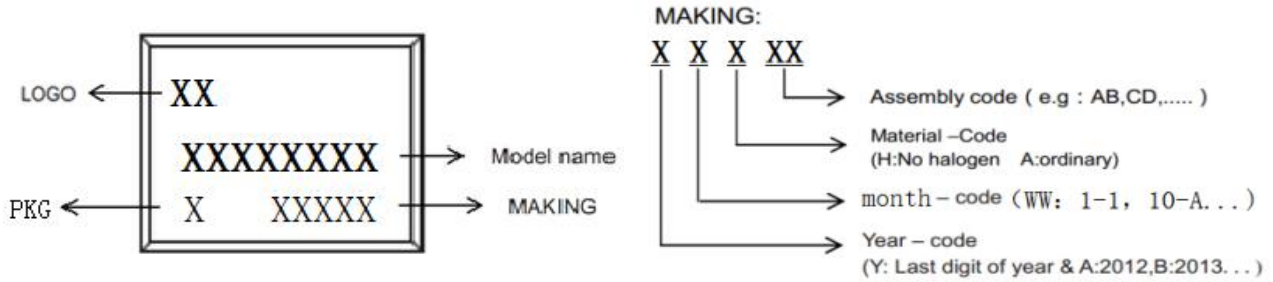 LOGO
XX
XXXXXXXX
Model name
PKG
X XXXXX
MAKING
MAKING:
X X X XX
Assembly code ( e.g : AB,CD,..... )
Material –Code
(H:No halogen A:ordinary)
month – code (WW: 1-1, 10-A...)
Year – code
(Y: Last digit of year & A:2012,B:2013. . . )